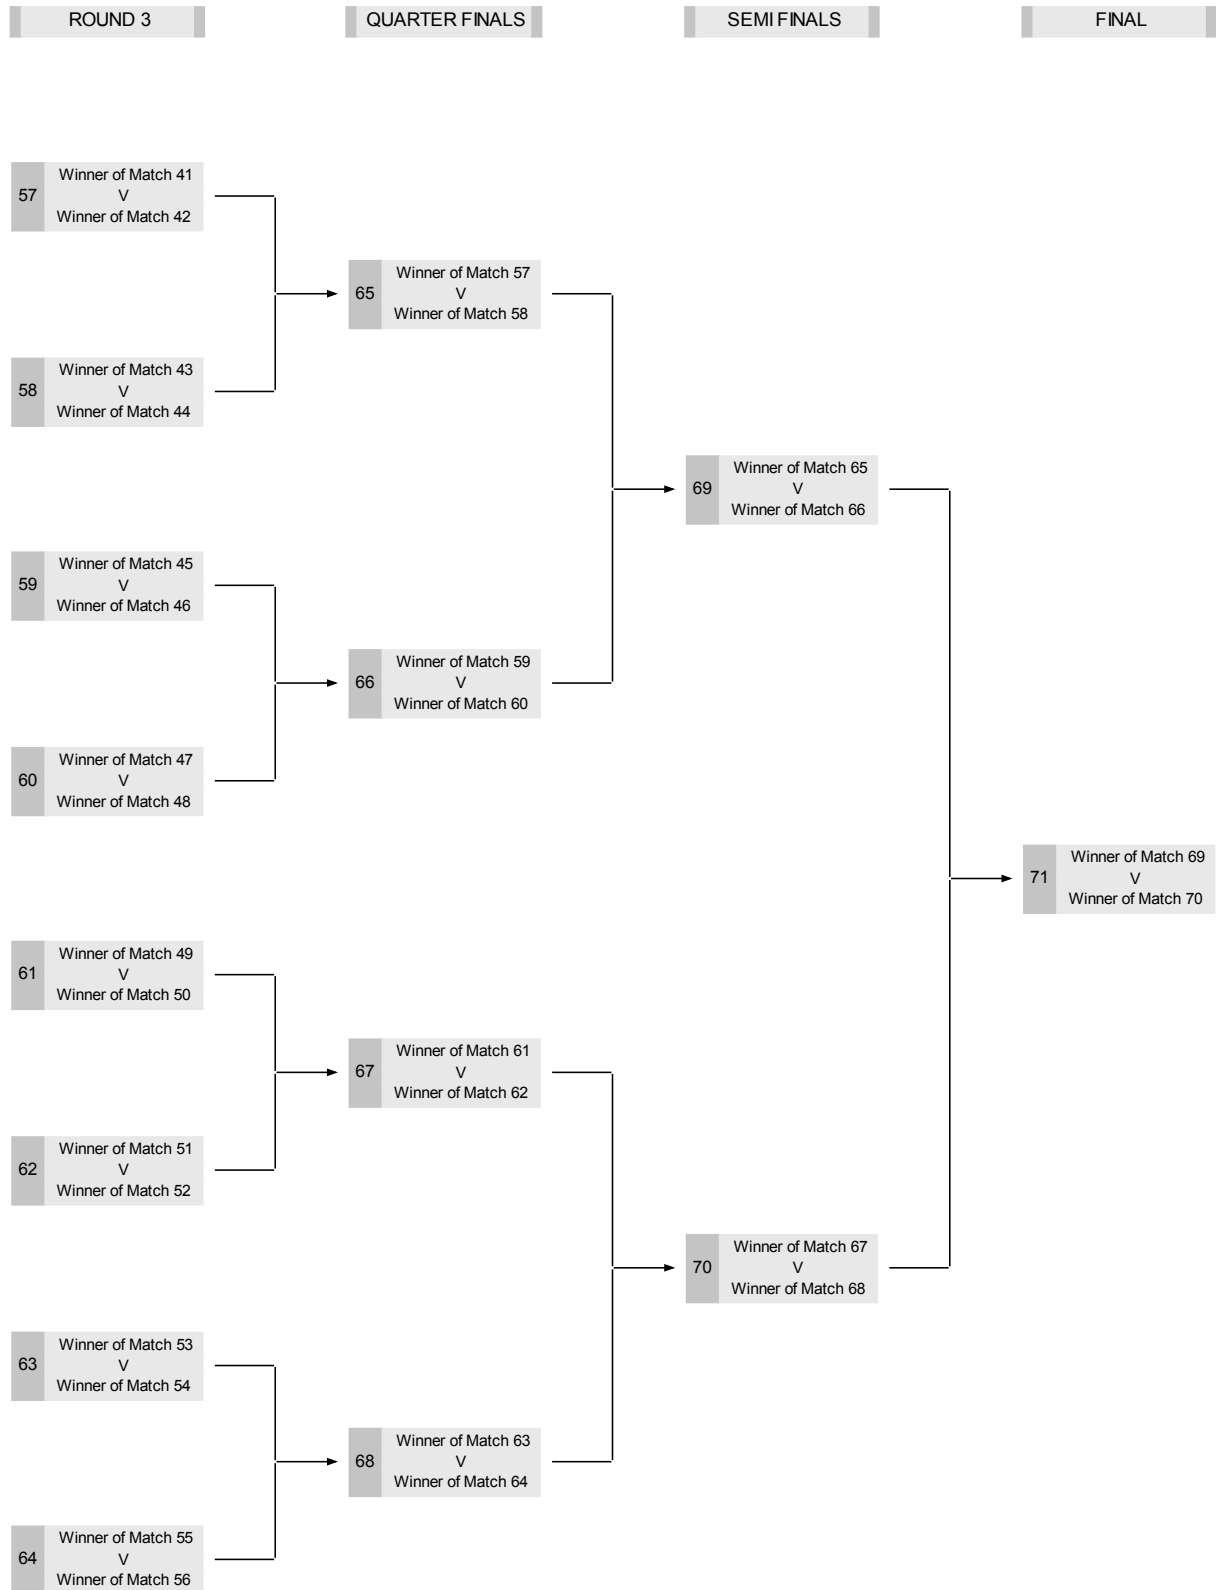 ROUND 3
QUARTER FINALS
SEMI FINALS
FINAL
57
Winner of Match 41
V
Winner of Match 42
58
Winner of Match 43
V
Winner of Match 44
59
Winner of Match 45
V
Winner of Match 46
60
Winner of Match 47
V
Winner of Match 48
61
Winner of Match 49
V
Winner of Match 50
62
Winner of Match 51
V
Winner of Match 52
63
Winner of Match 53
V
Winner of Match 54
64
Winner of Match 55
V
Winner of Match 56
65
Winner of Match 57
V
Winner of Match 58
66
Winner of Match 59
V
Winner of Match 60
67
Winner of Match 61
V
Winner of Match 62
68
Winner of Match 63
V
Winner of Match 64
69
Winner of Match 65
V
Winner of Match 66
70
Winner of Match 67
V
Winner of Match 68
71
Winner of Match 69
V
Winner of Match 70